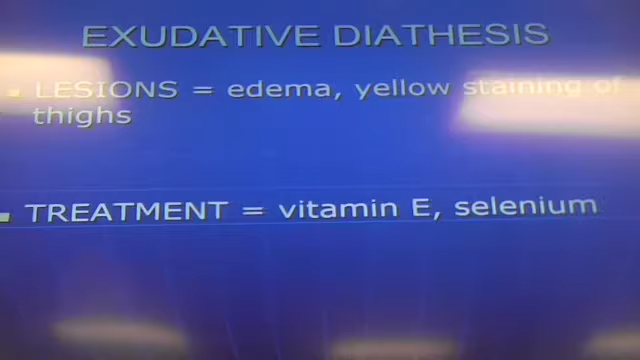 EXUDATIVE DIATHESIS
LESIONS = edema, yellow staining of
thighs
TREATMENT = vitamin E, selenium